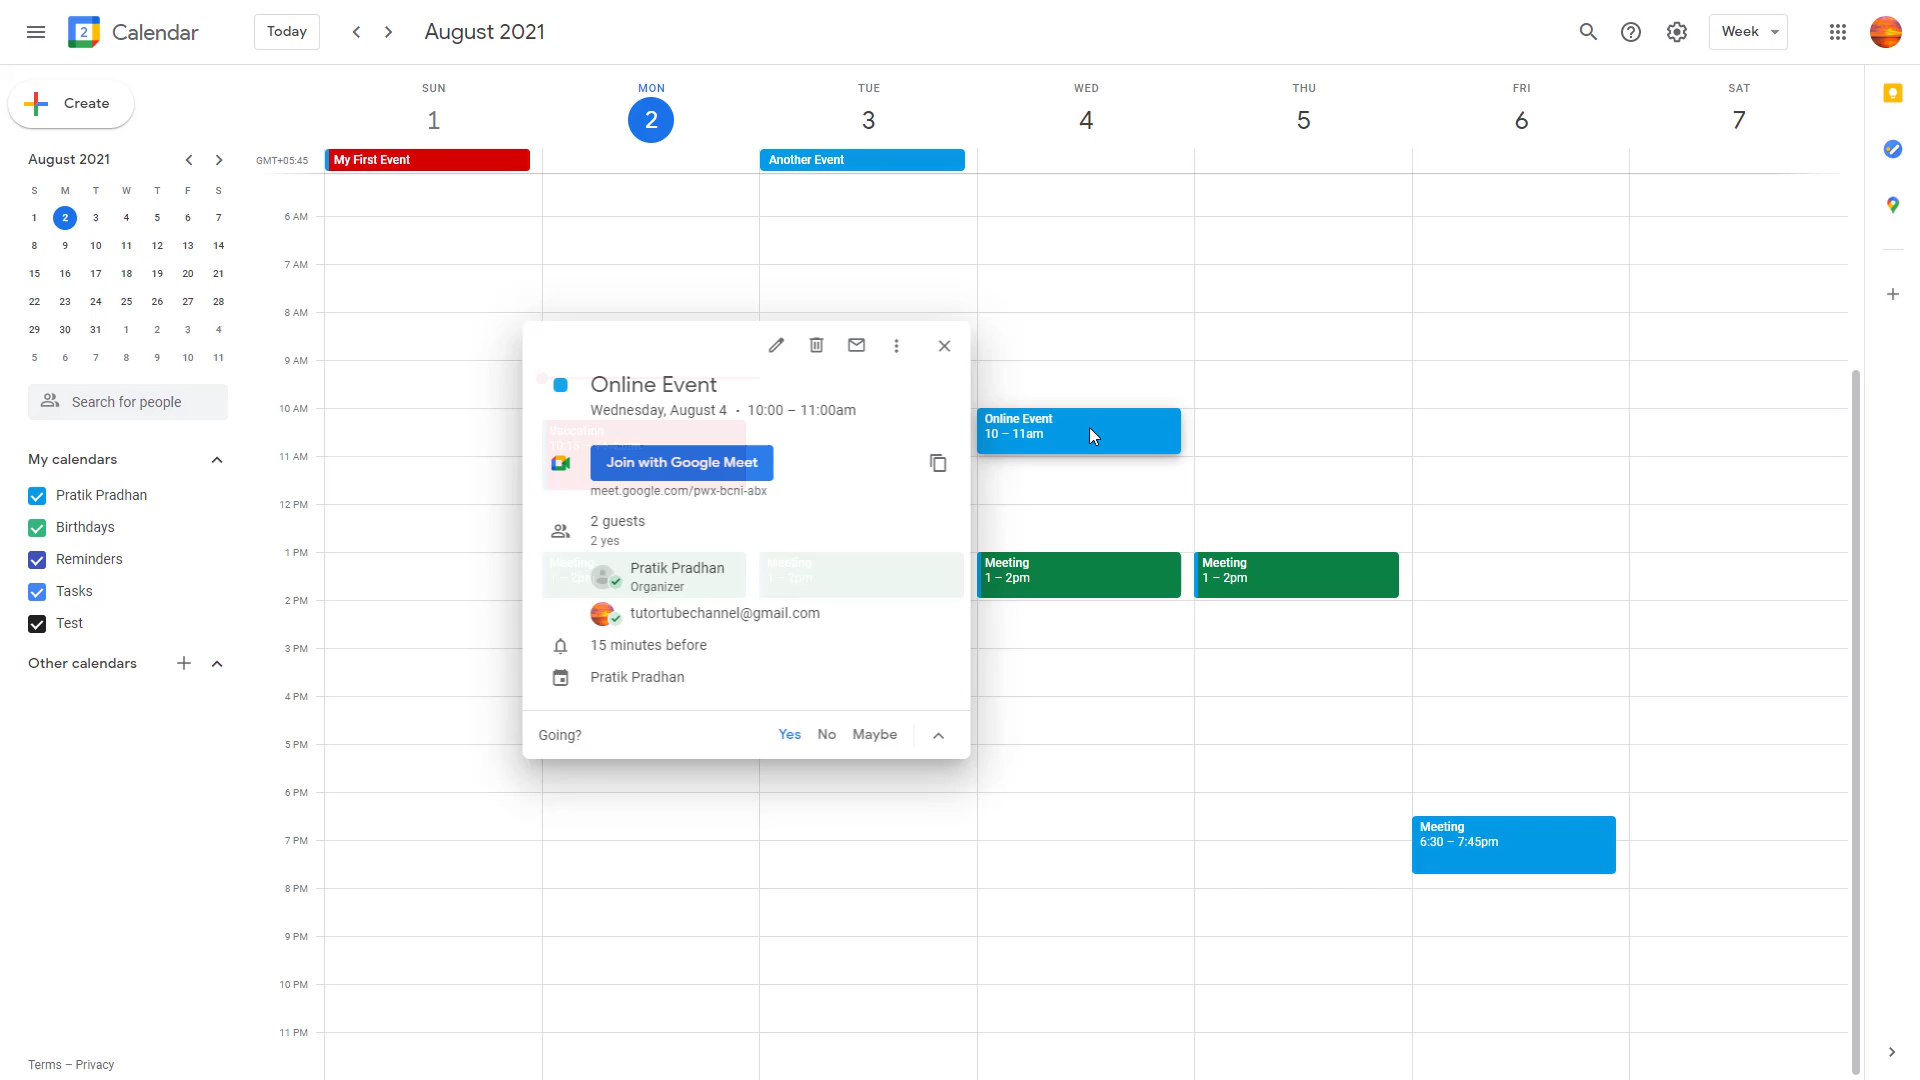 2
Calendar
Today
August 2021
Week
Create
SUN
1
MON
2
TUE
3
WED
4
THU
5
FRI
6
SAT
7
August 2021
GMT+05:45
My First Event
Another Event
S M T W T F S
1 2 3 4 5 6 7
8 9 10 11 12 13 14
15 16 17 18 19 20 21
22 23 24 25 26 27 28
29 30 31 1 2 3 4
5 6 7 8 9 10 11
Search for people
My calendars
Pratik Pradhan
Birthdays
Reminders
Tasks
Test
Other calendars
Terms – Privacy
6 AM
7 AM
8 AM
9 AM
10 AM
11 AM
12 PM
1 PM
2 PM
3 PM
4 PM
5 PM
6 PM
7 PM
8 PM
9 PM
10 PM
11 PM
Online Event
Wednesday, August 4 • 10:00 – 11:00am
Join with Google Meet
meet.google.com/pwx-bcni-abx
2 guests
2 yes
Pratik Pradhan
Organizer
tutortubechannel@gmail.com
15 minutes before
Pratik Pradhan
Going?
Yes
No
Maybe
Meeting
1 – 2pm
Online Event
10 – 11am
Meeting
1 – 2pm
Meeting
1 – 2pm
Meeting
6:30 – 7:45pm